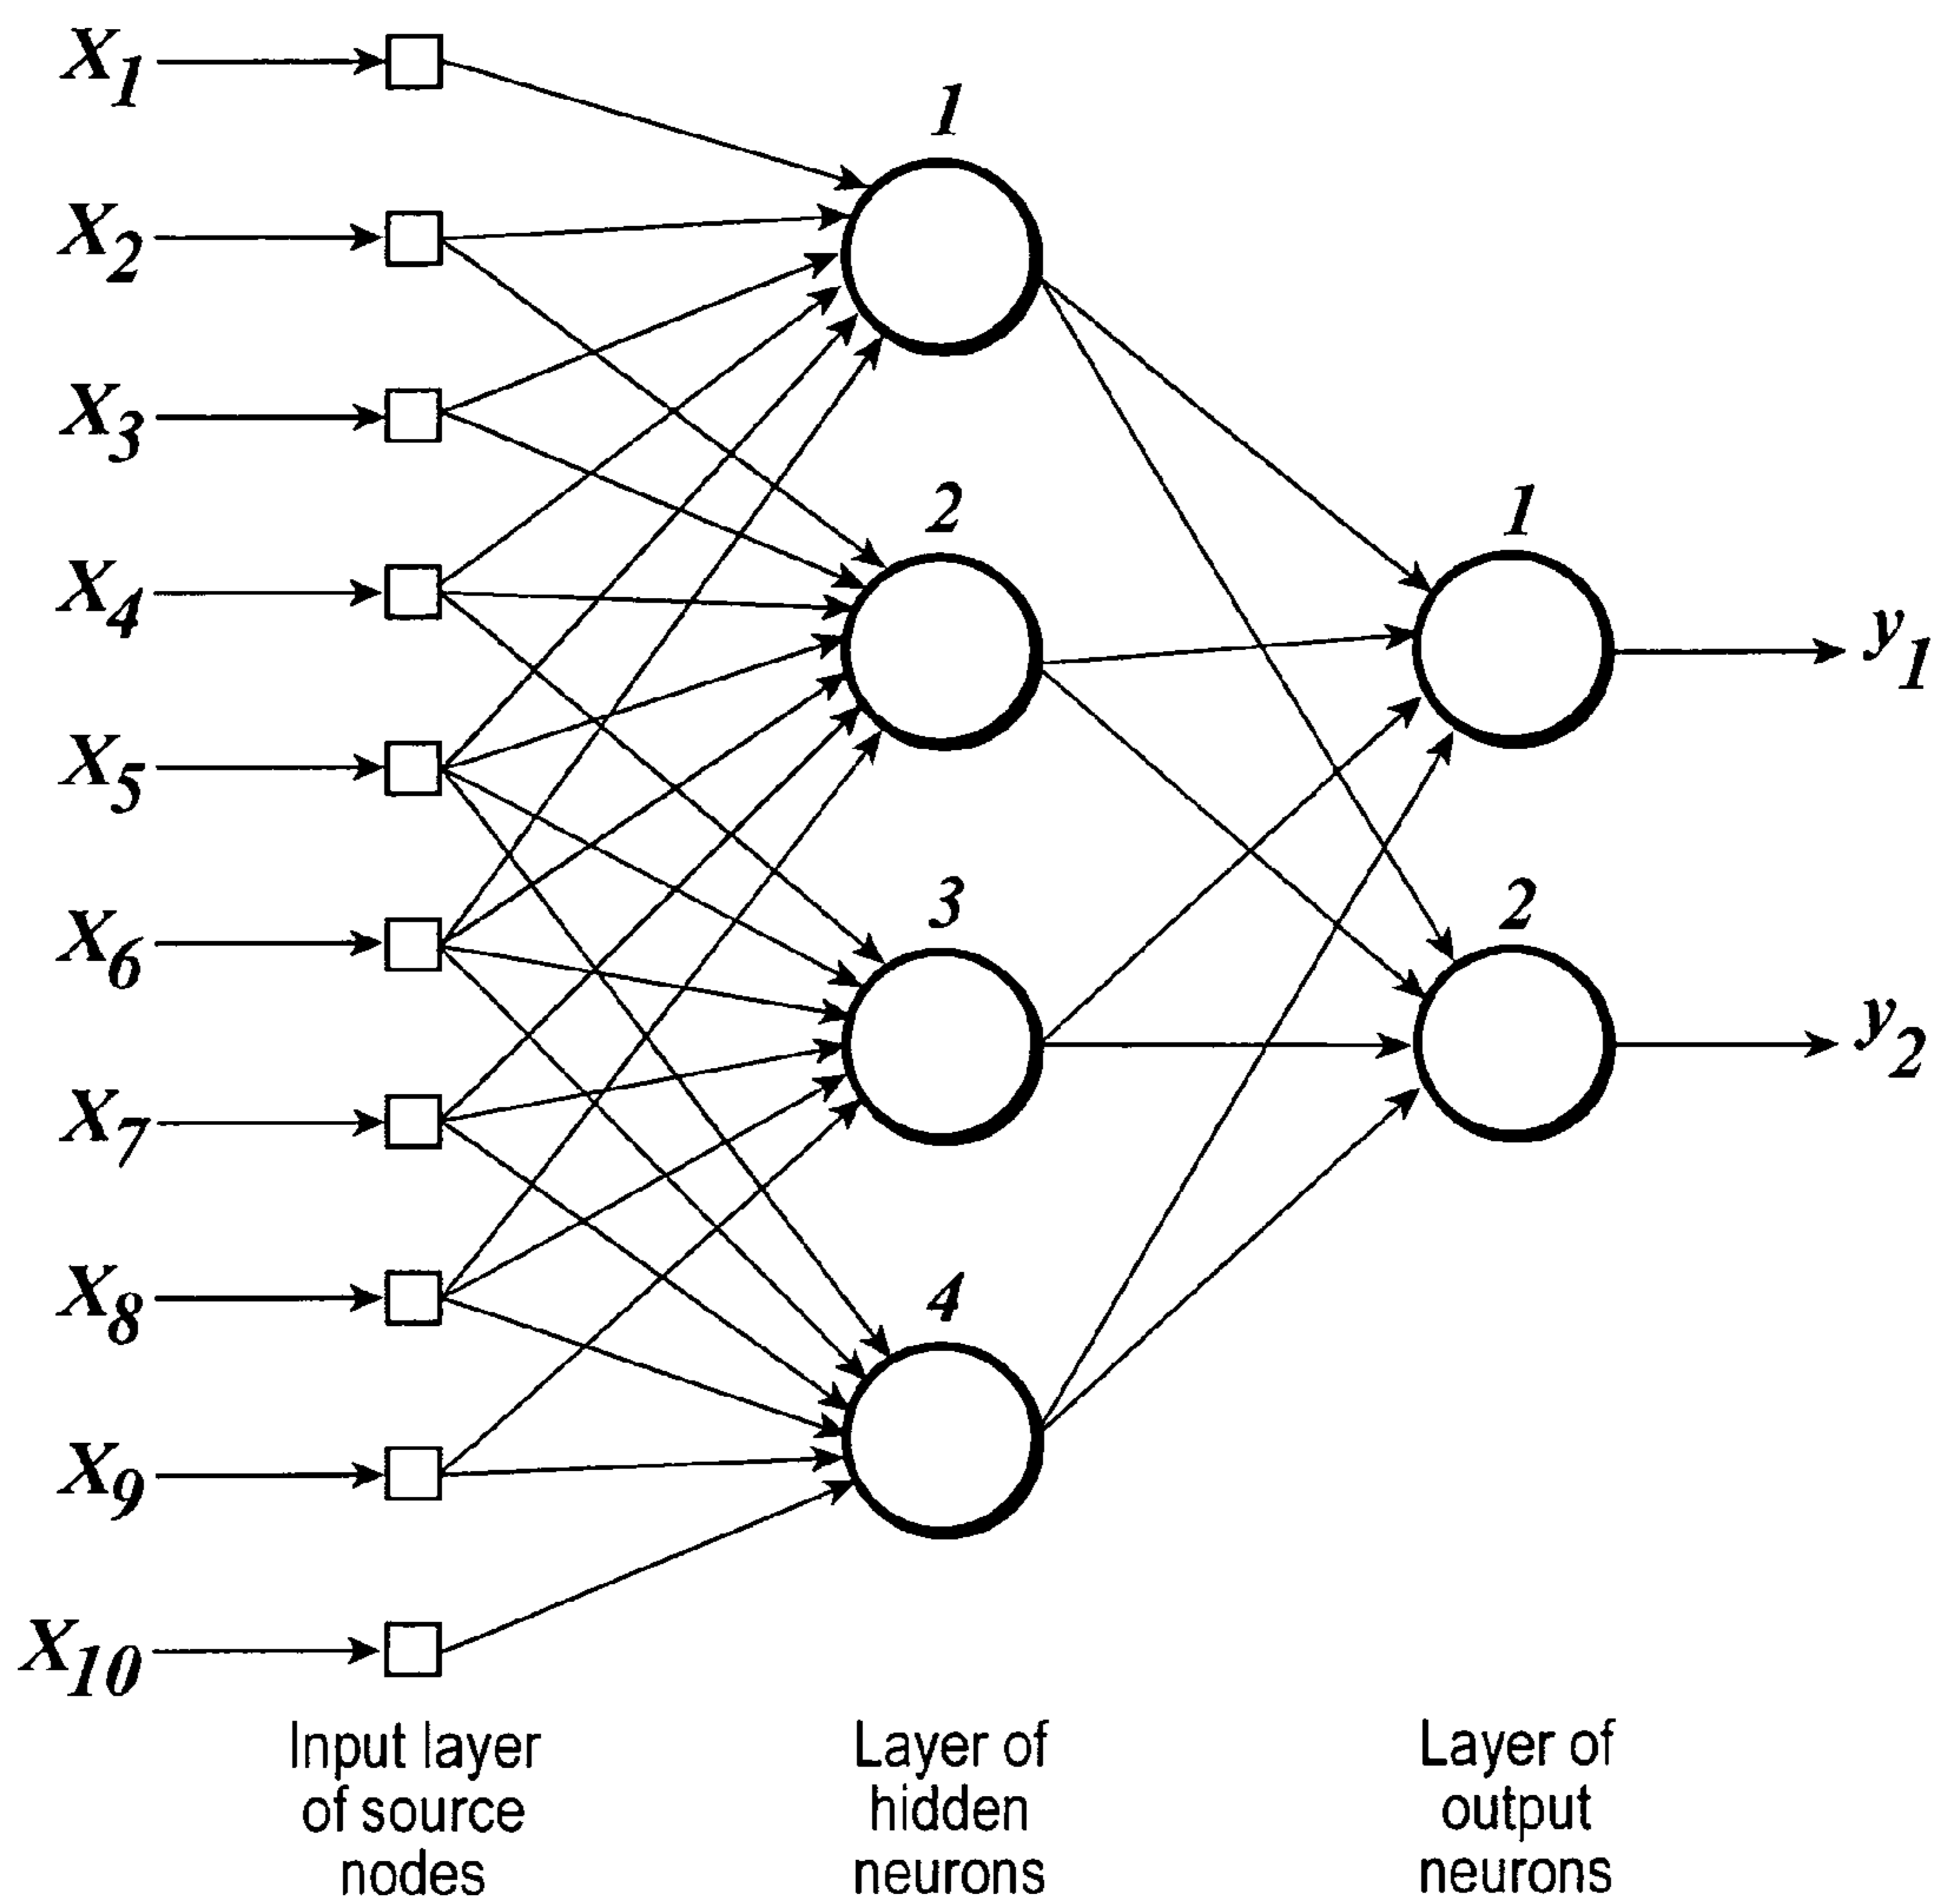 x1
x2
x3
x4
x5
x6
x7
x8
x9
x10
1
2
3
4
1
2
y1
y2
Input layer
of source
nodes
Layer of
hidden
neurons
Layer of
output
neurons